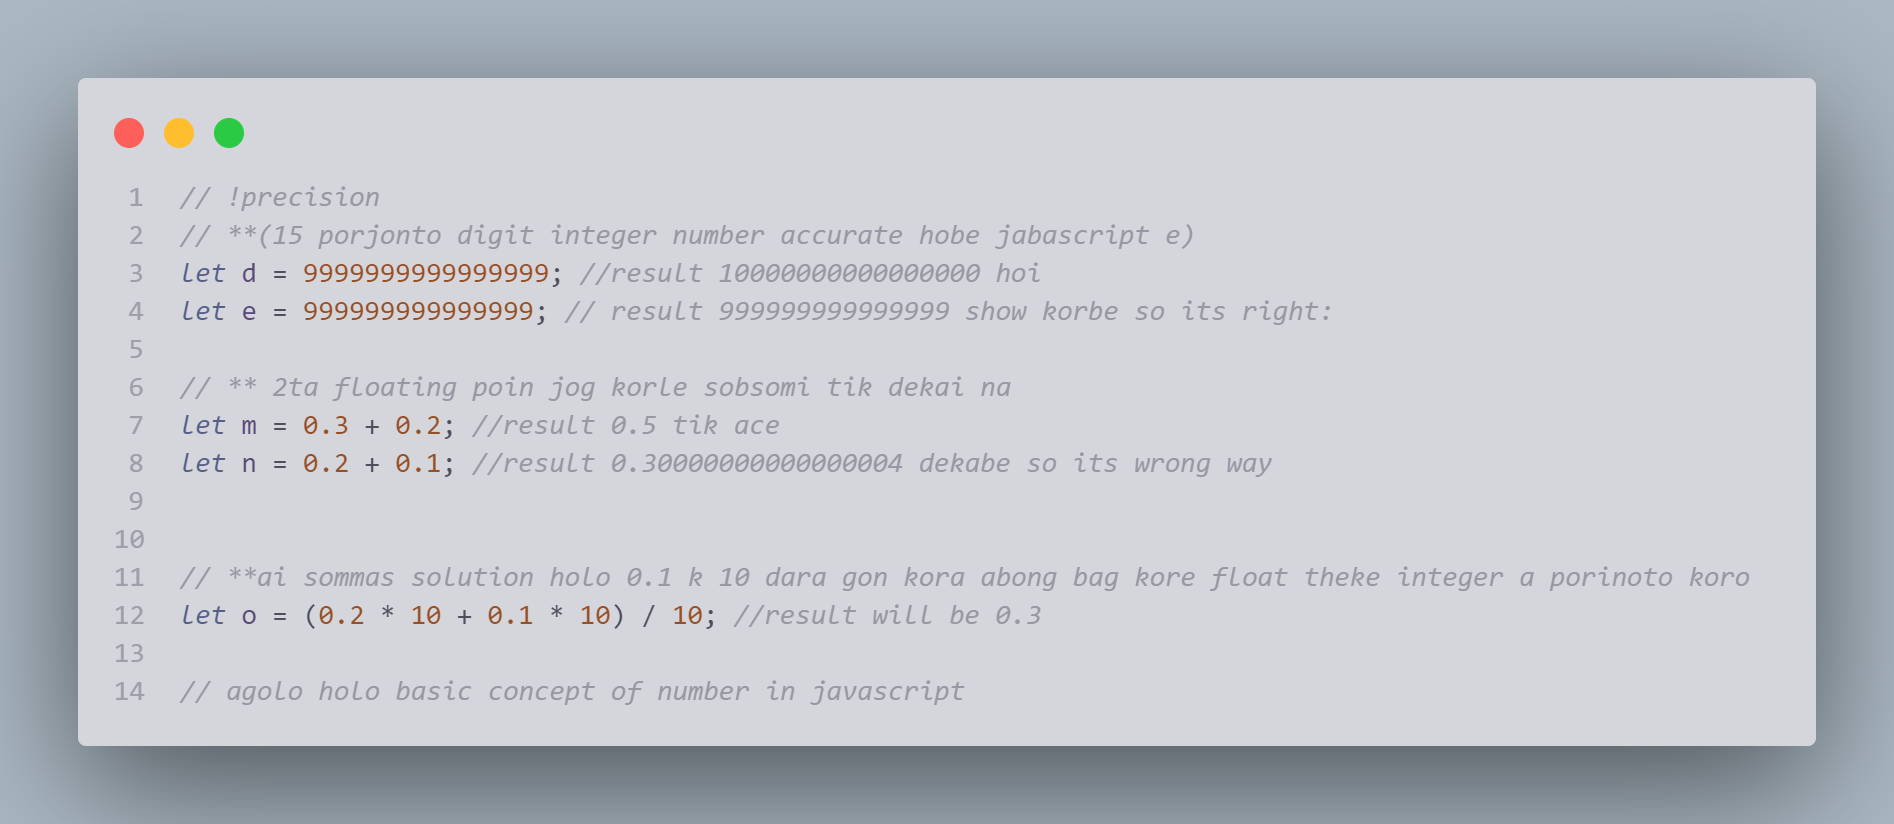 1 // !precision
2 // **(15 porjonto digit integer number accurate hobe jabascript e)
3 let d = 9999999999999999; //result 10000000000000000 hoi
4 let e = 999999999999999; // result 999999999999999 show korbe so its right:
5
6 // ** 2ta floating poin jog korle sobsomi tik dekai na
7 let m = 0.3 + 0.2; //result 0.5 tik ace
8 let n = 0.2 + 0.1; //result 0.30000000000000004 dekabe so its wrong way
9
10
11 // **ai sommas solution holo 0.1 k 10 dara gon kora abong bag kore float theke integer a porinoto koro
12 let o = (0.2 * 10 + 0.1 * 10) / 10; //result will be 0.3
13
14 // agolo holo basic concept of number in javascript